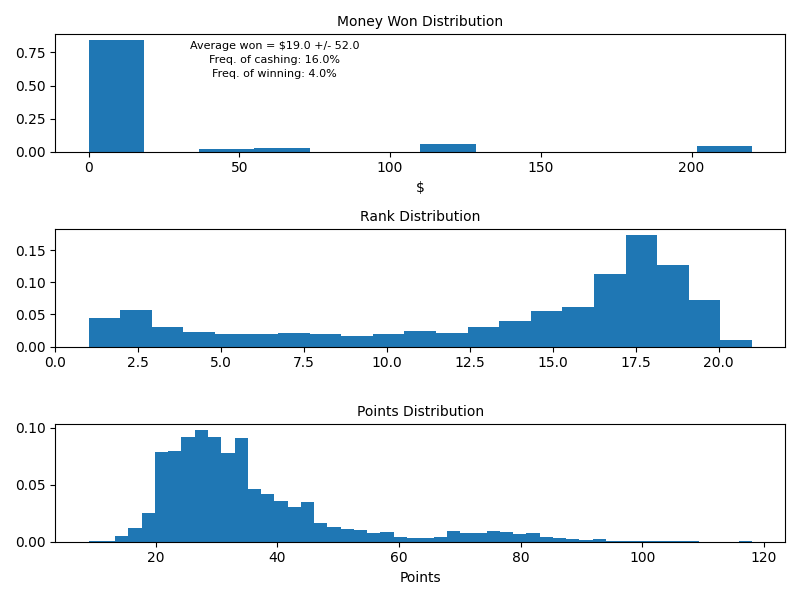 Money Won Distribution
Average won = $19.0 +/- 52.0
Freq. of cashing: 16.0%
Freq. of winning: 4.0%
0.75
0.50
0.25
0.00
0 50 100 150 200
$
Rank Distribution
0.15
0.10
0.05
0.00
0.0 2.5 5.0 7.5 10.0 12.5 15.0 17.5 20.0
Points Distribution
0.10
0.05
0.00
20 40 60 80 100 120
Points